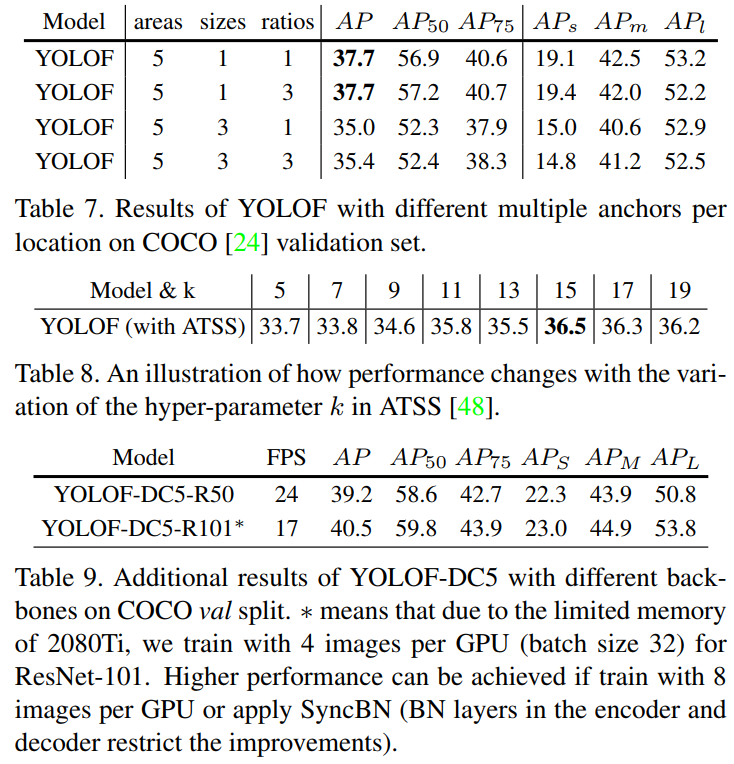 Model areas sizes ratios AP AP50 AP75 APs APm APl
YOLOF 5 1 1 37.7 56.9 40.6 19.1 42.5 53.2
YOLOF 5 1 3 37.7 57.2 40.7 19.4 42.0 52.2
YOLOF 5 3 1 35.0 52.3 37.9 15.0 40.6 52.9
YOLOF 5 3 3 35.4 52.4 38.3 14.8 41.2 52.5
Table 7. Results of YOLOF with different multiple anchors per
location on COCO [24] validation set.
Model & k 5 7 9 11 13 15 17 19
YOLOF (with ATSS) 33.7 33.8 34.6 35.8 35.5 36.5 36.3 36.2
Table 8. An illustration of how performance changes with the vari-
ation of the hyper-parameter k in ATSS [48].
Model FPS AP AP50 AP75 APS APM APL
YOLOF-DC5-R50 24 39.2 58.6 42.7 22.3 43.9 50.8
YOLOF-DC5-R101* 17 40.5 59.8 43.9 23.0 44.9 53.8
Table 9. Additional results of YOLOF-DC5 with different back-
bones on COCO val split. * means that due to the limited memory
of 2080Ti, we train with 4 images per GPU (batch size 32) for
ResNet-101. Higher performance can be achieved if train with 8
images per GPU or apply SyncBN (BN layers in the encoder and
decoder restrict the improvements).